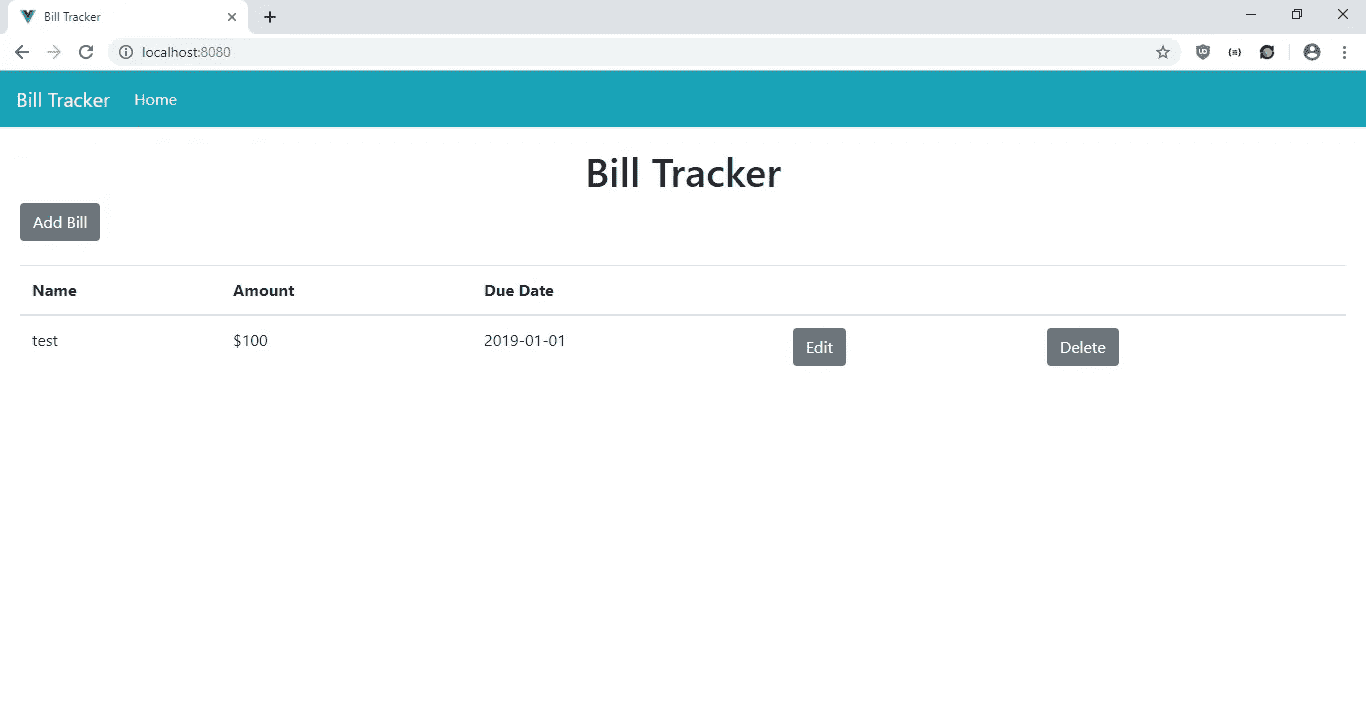 Bill Tracker
localhost:8080
Bill Tracker Home
Bill Tracker
Add Bill
Name Amount Due Date
test $100 2019-01-01 Edit Delete